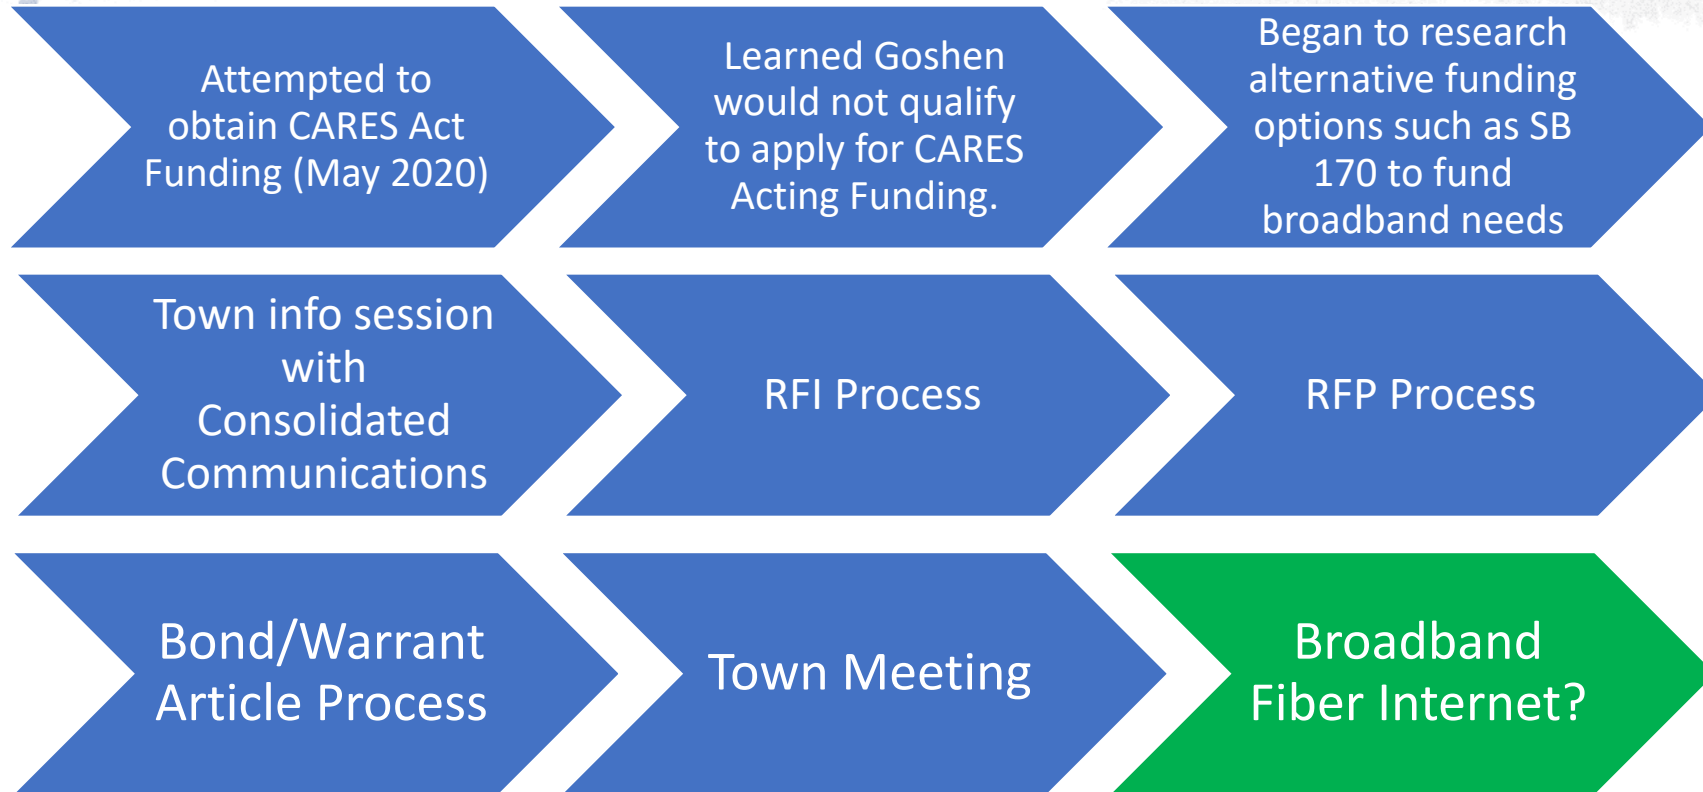 Attempted to
obtain CARES Act
Funding (May 2020)
Learned Goshen
would not qualify
to apply for CARES
Acting Funding.
Began to research
alternative funding
options such as SB
170 to fund
broadband needs
Town info session
with
Consolidated
Communications
RFI Process
RFP Process
Bond/Warrant
Article Process
Town Meeting
Broadband
Fiber Internet?